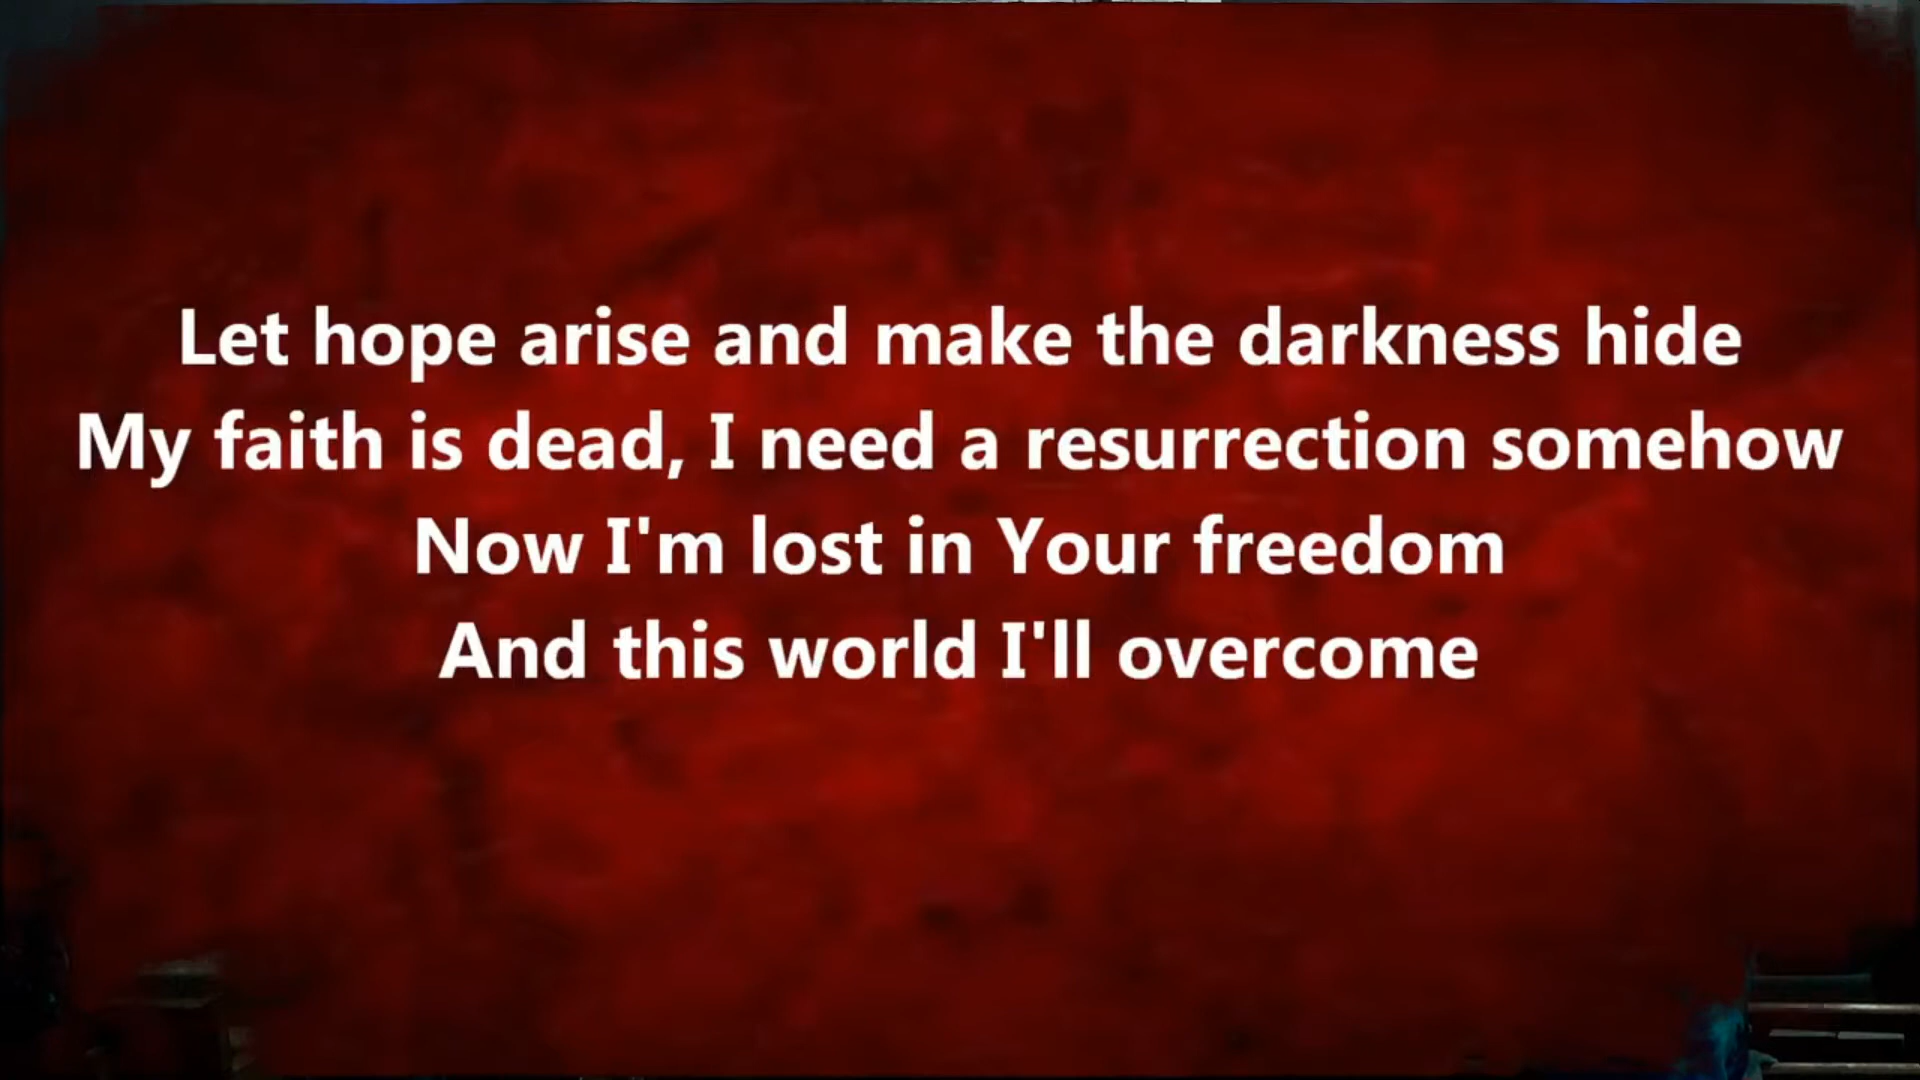 Let hope arise and make the darkness hide
My faith is dead, I need a resurrection somehow
Now I'm lost in Your freedom
And this world I'll overcome